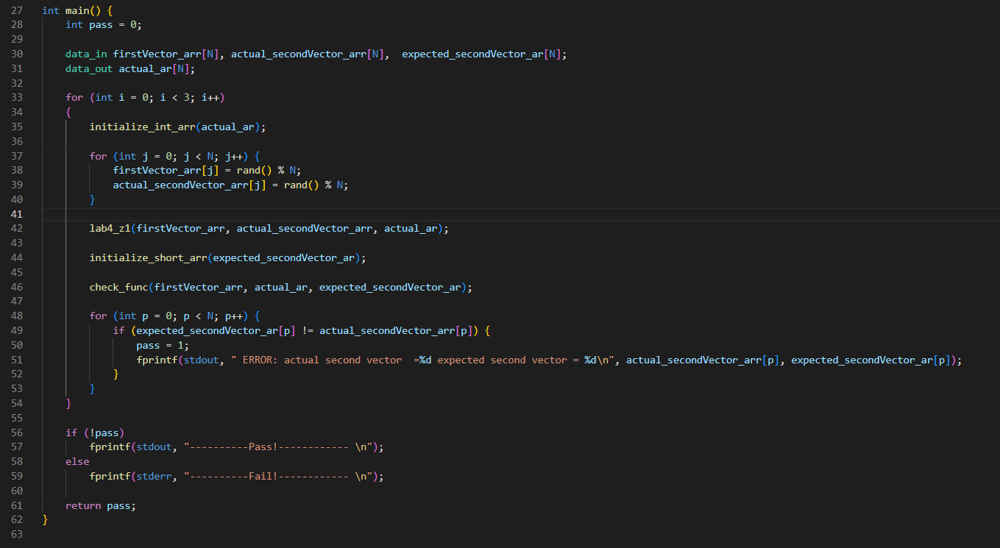 27 int main() {
28     int pass = 0;
29
30     data_in firstVector_arr[N], actual_secondVector_arr[N],  expected_secondVector_ar[N];
31     data_out actual_ar[N];
32
33     for (int i = 0; i < 3; i++)
34     {
35         initialize_int_arr(actual_ar);
36
37         for (int j = 0; j < N; j++) {
38             firstVector_arr[j] = rand() % N;
39             actual_secondVector_arr[j] = rand() % N;
40         }
41
42         lab4_z1(firstVector_arr, actual_secondVector_arr, actual_ar);
43
44         initialize_short_arr(expected_secondVector_ar);
45
46         check_func(firstVector_arr, actual_ar, expected_secondVector_ar);
47
48         for (int p = 0; p < N; p++) {
49             if (expected_secondVector_ar[p] != actual_secondVector_arr[p]) {
50                 pass = 1;
51                 fprintf(stdout, " ERROR: actual second vector  =%d expected second vector = %d\n", actual_secondVector_arr[p], expected_secondVector_ar[p]);
52             }
53         }
54     }
55
56     if (!pass)
57         fprintf(stdout, "----------Pass!------------ \n");
58     else
59         fprintf(stderr, "----------Fail!------------ \n");
60
61     return pass;
62 }
63